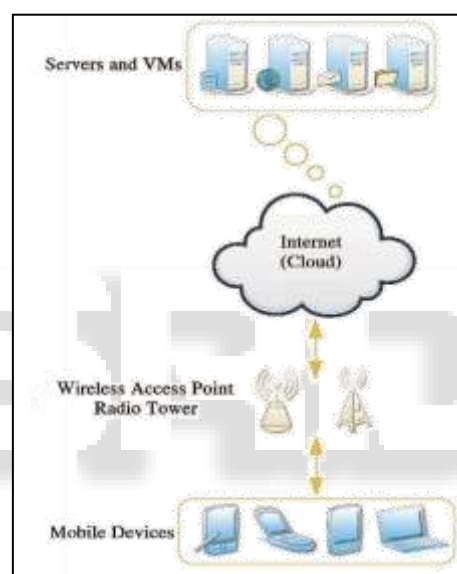 Servers and VMs
Internet
(Cloud)
Wireless Access Point
Radio Tower
Mobile Devices